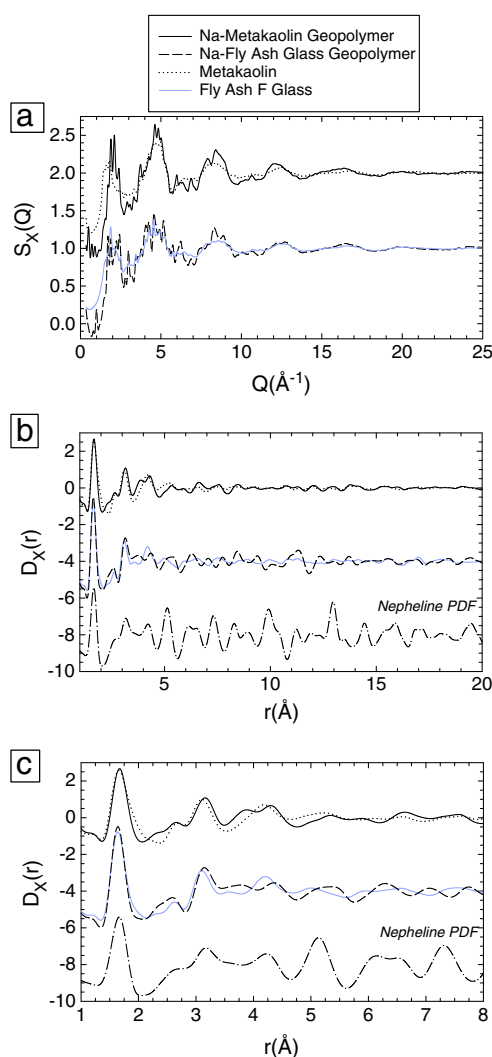 Na-Metakaolin Geopolymer
Na-Fly Ash Glass Geopolymer
Metakaolin
Fly Ash F Glass
a
2.5
2.0
1.5
1.0
0.5
0.0
S_X(Q)
0 5 10 15 20 25
Q(Å⁻¹)
b
2
0
-2
-4
-6
-8
-10
D_X(r)
Nepheline PDF
5 10 15 20
r(Å)
c
2
0
-2
-4
-6
-8
-10
D_X(r)
Nepheline PDF
1 2 3 4 5 6 7 8
r(Å)